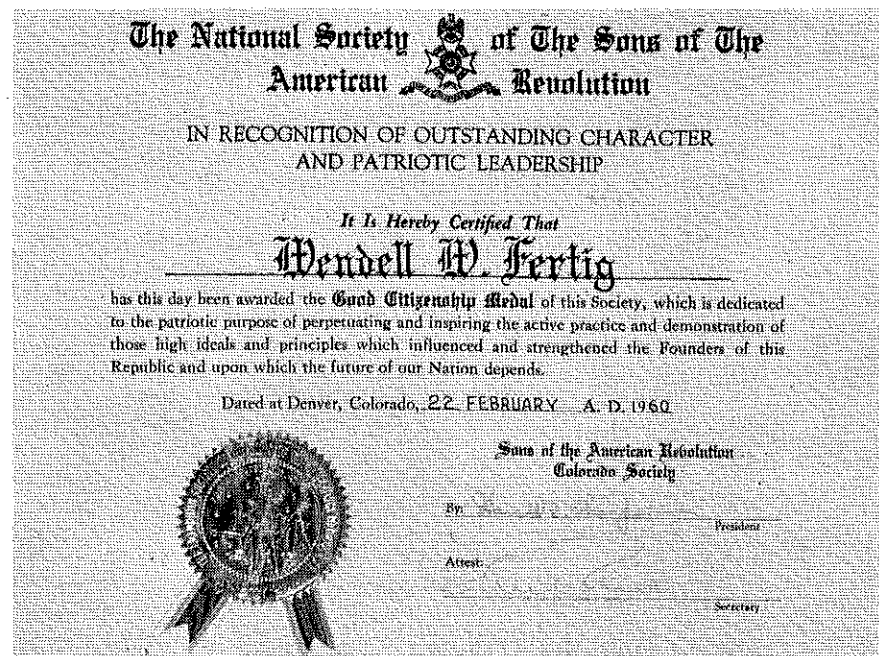 The National Society of The Sons of The
American Revolution
IN RECOGNITION OF OUTSTANDING CHARACTER
AND PATRIOTIC LEADERSHIP
It Is Hereby Certified That
Wendell W. Fertig
has this day been awarded the Good Citizenship Medal of this Society, which is dedicated
to the patriotic purpose of perpetuating and inspiring the active practice and demonstration of
those high ideals and principles which influenced and strengthened the Founders of this
Republic and upon which the future of our Nation depends.
Dated at Denver, Colorado, 22 FEBRUARY A. D. 1960
Sons of the American Revolution
Colorado Society
By:
President
Attest:
Secretary